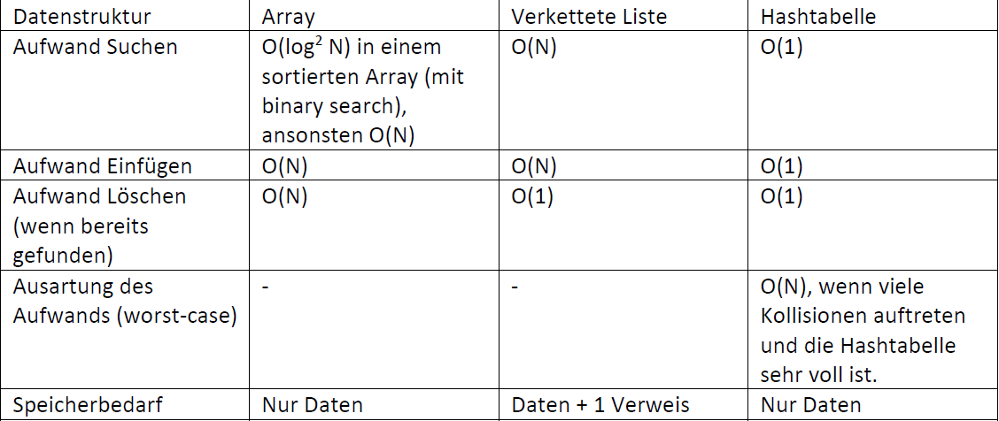 Datenstruktur Array Verkettete Liste Hashtabelle
Aufwand Suchen O(log² N) in einem O(N) O(1)
sortierten Array (mit
binary search),
ansonsten O(N)
Aufwand Einfügen O(N) O(N) O(1)
Aufwand Löschen O(N) O(1) O(1)
(wenn bereits
gefunden)
Ausartung des - - O(N), wenn viele
Aufwands (worst-case) Kollisionen auftreten
und die Hashtabelle
sehr voll ist.
Speicherbedarf Nur Daten Daten + 1 Verweis Nur Daten